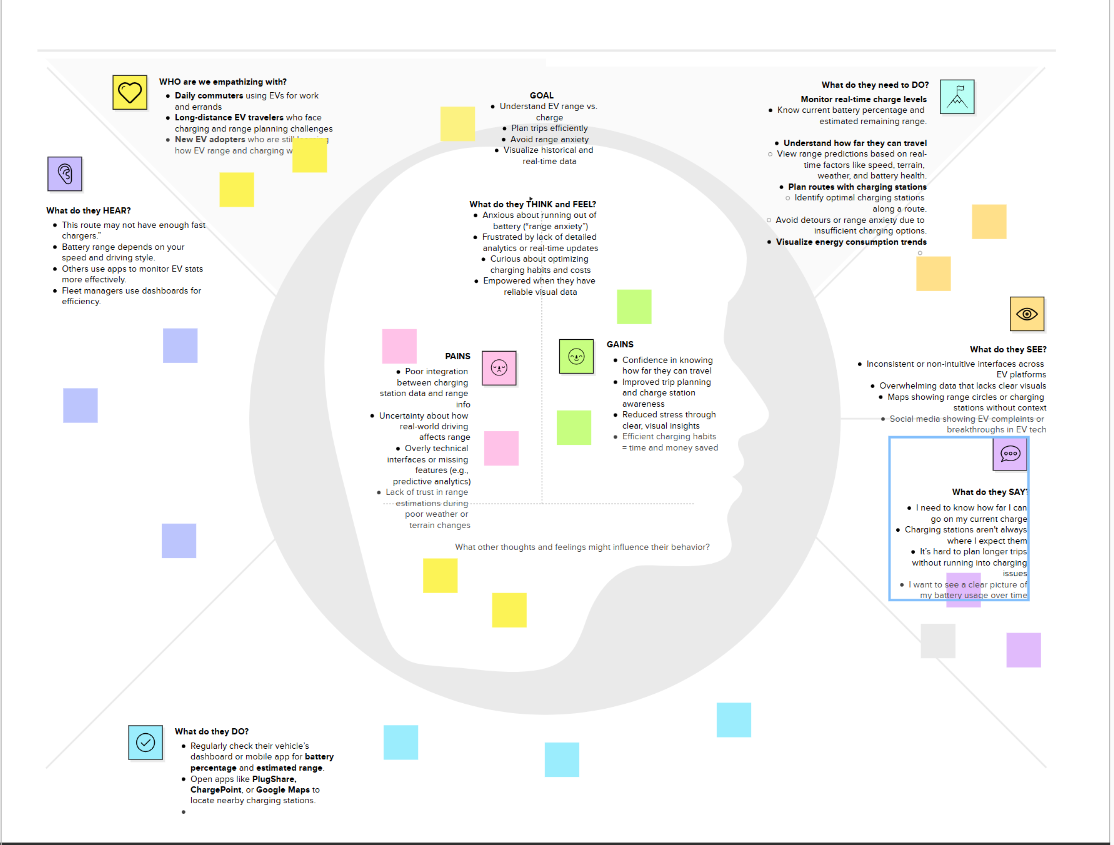 WHO are we empathizing with?
● Daily commuters using EVs for work
and errands
● Long-distance EV travelers who face
charging and range planning challenges
● New EV adopters who are still
how EV range and charging
GOAL
● Understand EV range vs.
charge
● Plan trips efficiently
● Avoid range anxiety
● Visualize historical and
real-time data
What do they need to DO?
Monitor real-time charge levels
● Know current battery percentage and
estimated remaining range.
● Understand how far they can travel
○ View range predictions based on real-
time factors like speed, terrain,
weather, and battery health.
● Plan routes with charging stations
○ Identify optimal charging stations
along a route.
○ Avoid detours or range anxiety due to
insufficient charging options.
● Visualize energy consumption trends
○
What do they HEAR?
● This route may not have enough fast
chargers.”
● Battery range depends on your
speed and driving style.
● Others use apps to monitor EV stats
more effectively.
● Fleet managers use dashboards for
efficiency.
What do they THINK and FEEL?
● Anxious about running out of
battery (“range anxiety”)
● Frustrated by lack of detailed
analytics or real-time updates
● Curious about optimizing
charging habits and costs
● Empowered when they have
reliable visual data
PAINS
● Poor integration
between charging
station data and range
info
● Uncertainty about how
real-world driving
affects range
● Overly technical
interfaces or missing
features (e.g.,
predictive analytics)
● Lack of trust in range
estimations during
poor weather or
terrain changes
GAINS
● Confidence in knowing
how far they can travel
● Improved trip planning
and charge station
awareness
● Reduced stress through
clear, visual insights
● Efficient charging habits
= time and money saved
What do they SEE?
● Inconsistent or non-intuitive interfaces across
EV platforms
● Overwhelming data that lacks clear visuals
● Maps showing range circles or charging
stations without context
● Social media showing EV complaints or
breakthroughs in EV tech
What do they SAY?
● I need to know how far I can
go on my current charge
● Charging stations aren’t always
where I expect them
● It’s hard to plan longer trips
without running into charging
issues
● I want to see a clear picture of
my battery usage over time
What other thoughts and feelings might influence their behavior?
What do they DO?
● Regularly check their vehicle’s
dashboard or mobile app for battery
percentage and estimated range.
● Open apps like PlugShare,
ChargePoint, or Google Maps to
locate nearby charging stations.
●